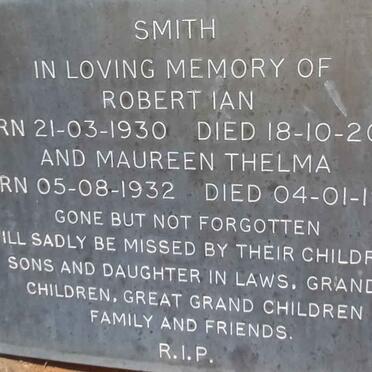 SMITH
IN LOVING MEMORY OF
ROBERT IAN
RN 21-03-1930 DIED 18-10-20
AND MAUREEN THELMA
RN 05-08-1932 DIED 04-01-1
GONE BUT NOT FORGOTTEN
ILL SADLY BE MISSED BY THEIR CHILDR
SONS AND DAUGHTER IN LAWS, GRAND
CHILDREN, GREAT GRAND CHILDREN
FAMILY AND FRIENDS.
R.I.P.